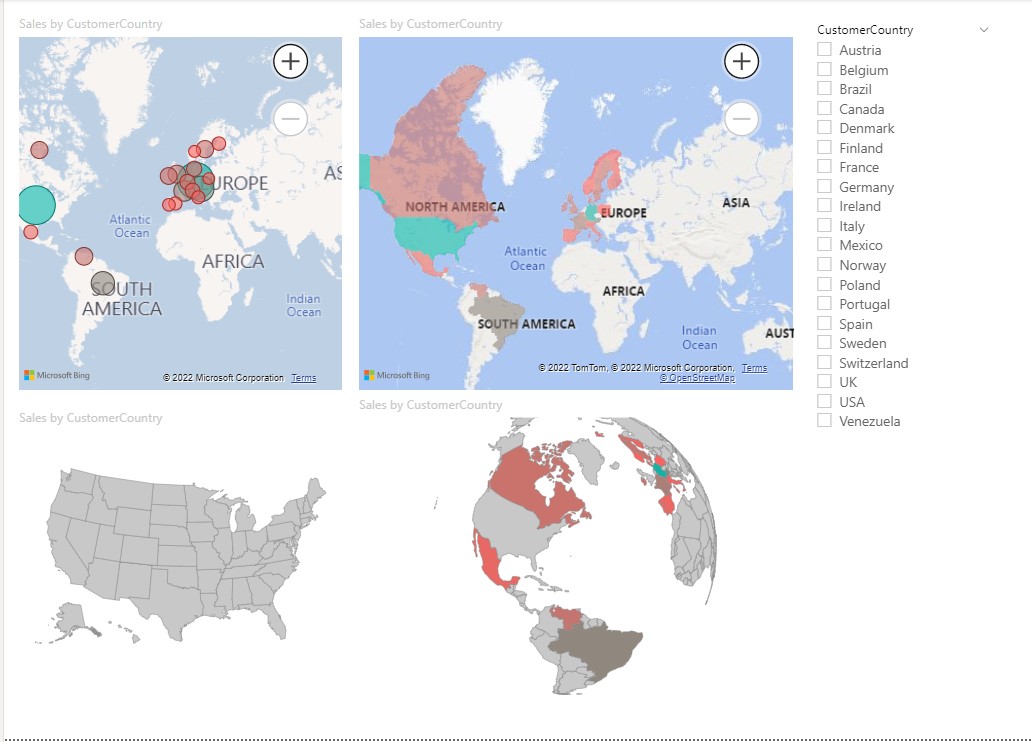 Sales by CustomerCountry
EUROPE
AS
Atlantic
Ocean
AFRICA
SOUTH
AMERICA
Indian
Ocean
Microsoft Bing
© 2022 Microsoft Corporation Terms
Sales by CustomerCountry
NORTH AMERICA
EUROPE
ASIA
Atlantic
Ocean
AFRICA
SOUTH AMERICA
Indian
Ocean
AUST
Microsoft Bing
© 2022 TomTom, © 2022 Microsoft Corporation, Terms
© OpenStreetMap
CustomerCountry
Austria
Belgium
Brazil
Canada
Denmark
Finland
France
Germany
Ireland
Italy
Mexico
Norway
Poland
Portugal
Spain
Sweden
Switzerland
UK
USA
Venezuela
Sales by CustomerCountry
Sales by CustomerCountry